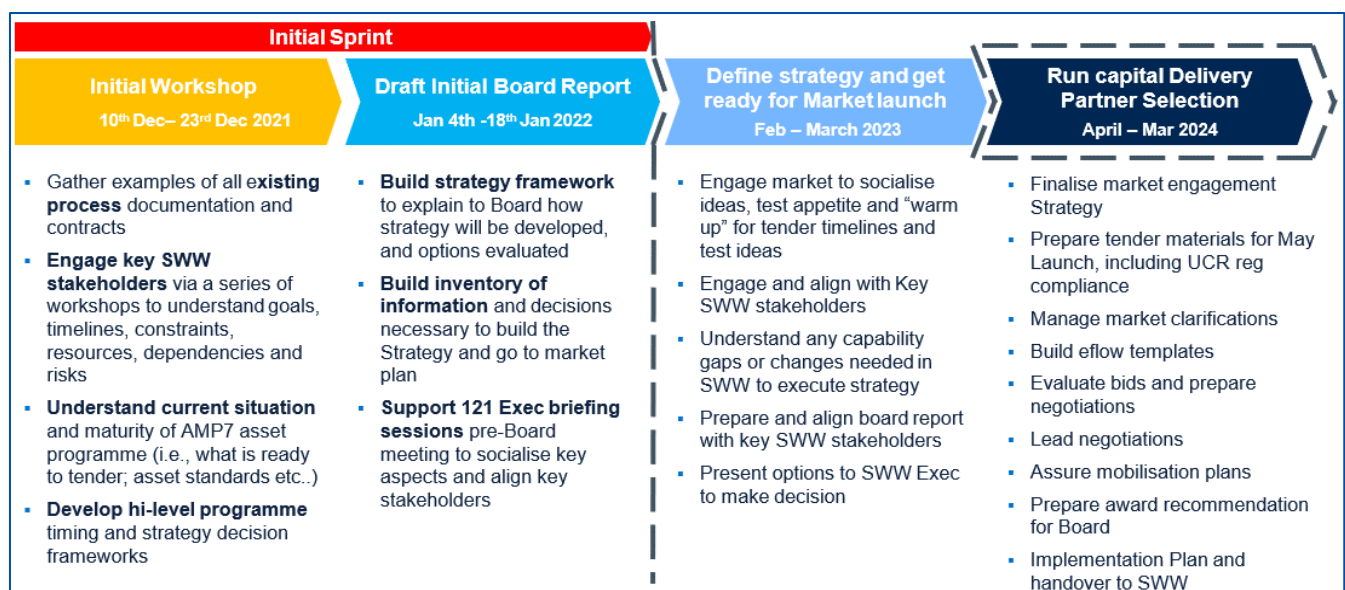 Initial Sprint
Initial Workshop
10th Dec– 23rd Dec 2021
Draft Initial Board Report
Jan 4th -18th Jan 2022
Define strategy and get
ready for Market launch
Feb – March 2023
Run capital Delivery
Partner Selection
April – Mar 2024
▪ Gather examples of all existing
process documentation and
contracts
▪ Engage key SWW
stakeholders via a series of
workshops to understand goals,
timelines, constraints,
resources, dependencies and
risks
▪ Understand current situation
and maturity of AMP7 asset
programme (i.e., what is ready
to tender; asset standards etc..)
▪ Develop hi-level programme
timing and strategy decision
frameworks
▪ Build strategy framework
to explain to Board how
strategy will be developed,
and options evaluated
▪ Build inventory of
information and decisions
necessary to build the
Strategy and go to market
plan
▪ Support 121 Exec briefing
sessions pre-Board
meeting to socialise key
aspects and align key
stakeholders
▪ Engage market to socialise
ideas, test appetite and “warm
up” for tender timelines and
test ideas
▪ Engage and align with Key
SWW stakeholders
▪ Understand any capability
gaps or changes needed in
SWW to execute strategy
▪ Prepare and align board report
with key SWW stakeholders
▪ Present options to SWW Exec
to make decision
▪ Finalise market engagement
Strategy
▪ Prepare tender materials for May
Launch, including UCR reg
compliance
▪ Manage market clarifications
▪ Build eflow templates
▪ Evaluate bids and prepare
negotiations
▪ Lead negotiations
▪ Assure mobilisation plans
▪ Prepare award recommendation
for Board
▪ Implementation Plan and
handover to SWW